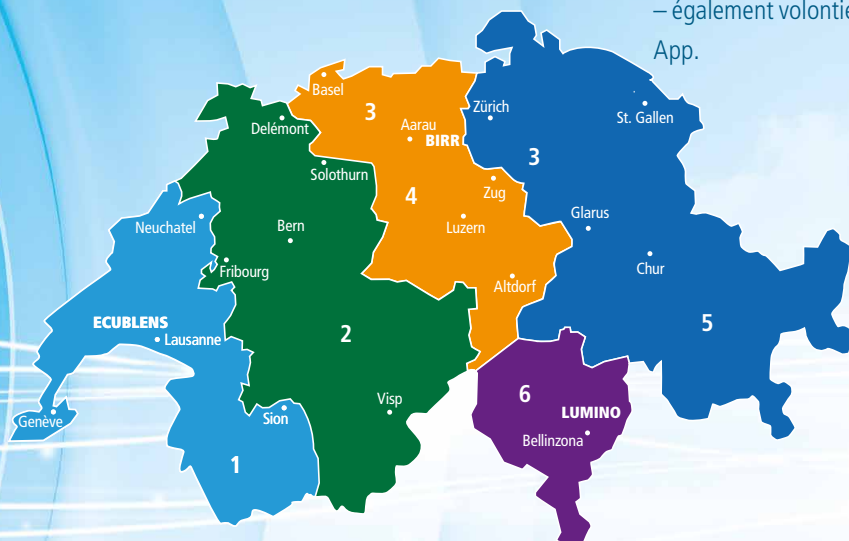 – également volontie
App.
Basel
3
Aarau
BIRR
Zürich
St. Gallen
Delémont
3
Solothurn
4
Zug
Luzern
Glarus
Neuchatel
Bern
Fribourg
Chur
Altdorf
ECUBLENS
Lausanne
2
5
Visp
6
LUMINO
Genève
Sion
Bellinzona
1